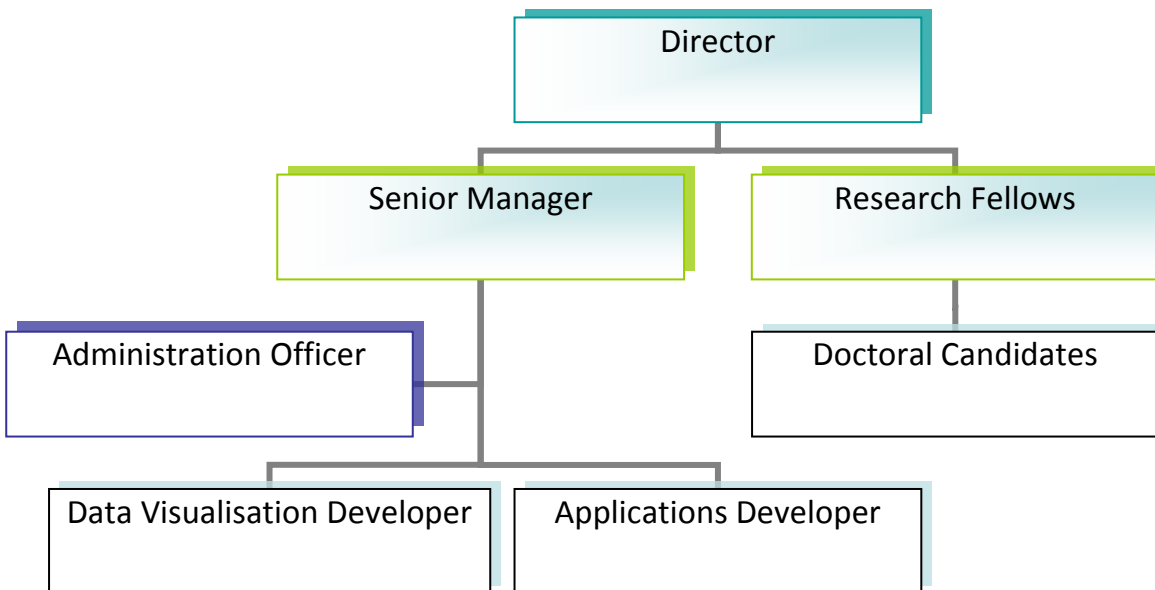 Director
Senior Manager
Research Fellows
Administration Officer
Doctoral Candidates
Data Visualisation Developer
Applications Developer